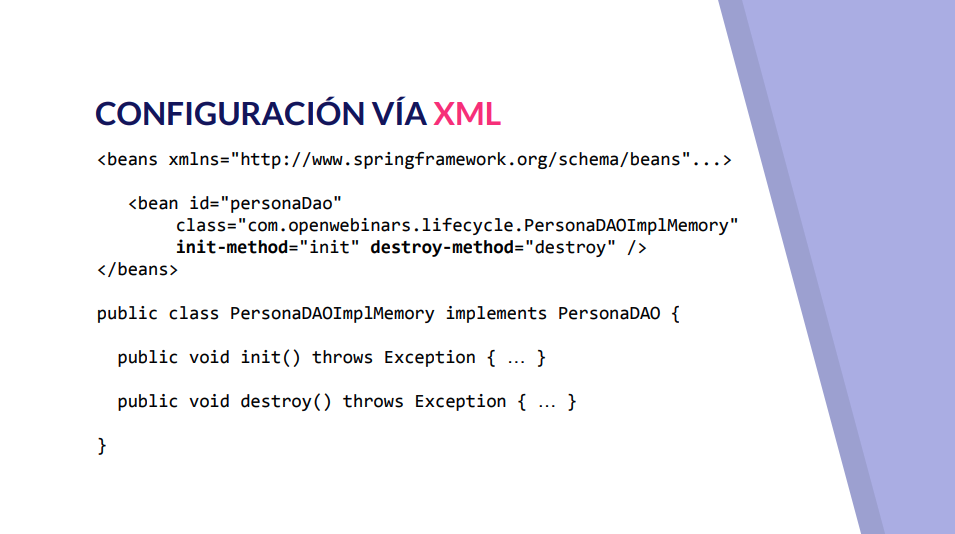 CONFIGURACIÓN VÍA XML
<beans xmlns="http://www.springframework.org/schema/beans"...>
<bean id="personaDao"
class="com.openwebinars.lifecycle.PersonaDAOImplMemory"
init-method="init" destroy-method="destroy" />
</beans>
public class PersonaDAOImplMemory implements PersonaDAO {
public void init() throws Exception { … }
public void destroy() throws Exception { … }
}